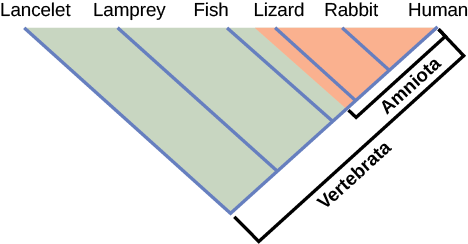 Lancelet Lamprey Fish Lizard Rabbit Human
Amniota
Vertebrata